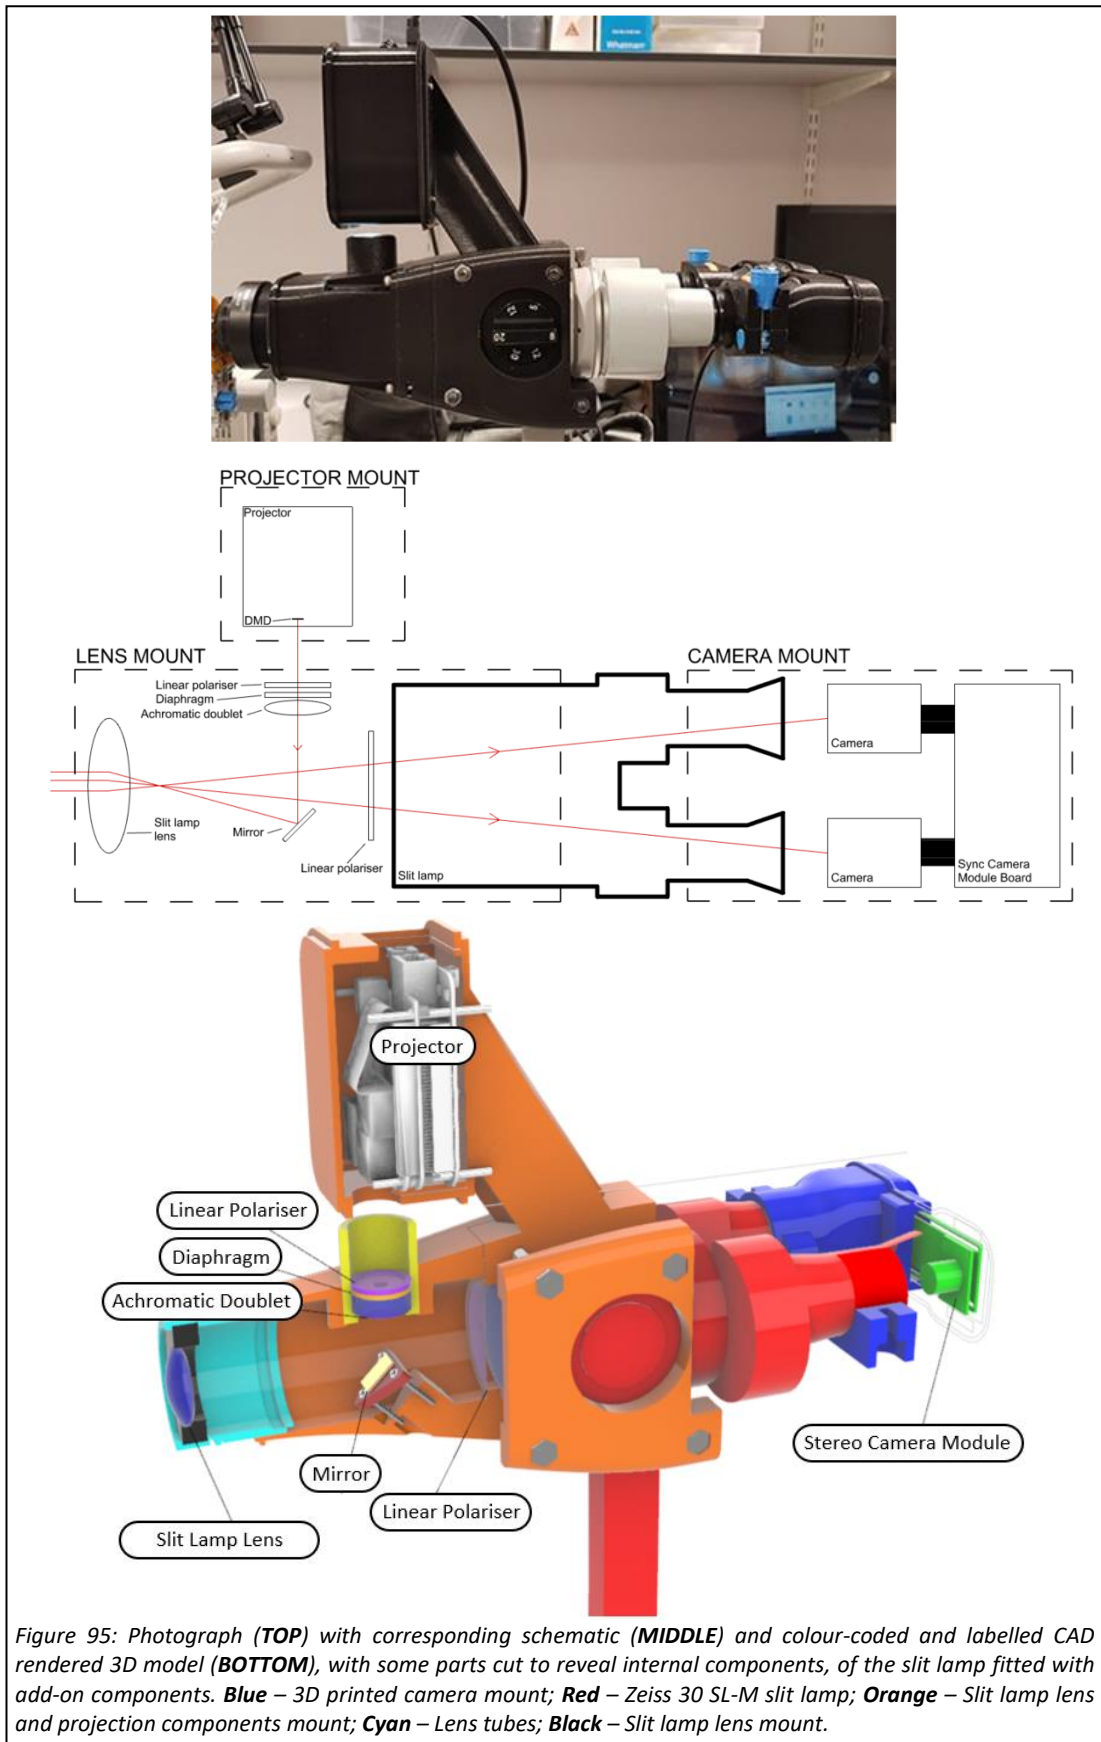 Whatman
20
PROJECTOR MOUNT
Projector
DMD
LENS MOUNT
CAMERA MOUNT
Linear polariser
Diaphragm
Achromatic doublet
Camera
Slit lamp
lens
Mirror
Linear polariser
Slit lamp
Camera
Sync Camera
Module Board
Projector
Linear Polariser
Diaphragm
Achromatic Doublet
Stereo Camera Module
Mirror
Linear Polariser
Slit Lamp Lens
Figure 95: Photograph (TOP) with corresponding schematic (MIDDLE) and colour-coded and labelled CAD
rendered 3D model (BOTTOM), with some parts cut to reveal internal components, of the slit lamp fitted with
add-on components. Blue – 3D printed camera mount; Red – Zeiss 30 SL-M slit lamp; Orange – Slit lamp lens
and projection components mount; Cyan – Lens tubes; Black – Slit lamp lens mount.